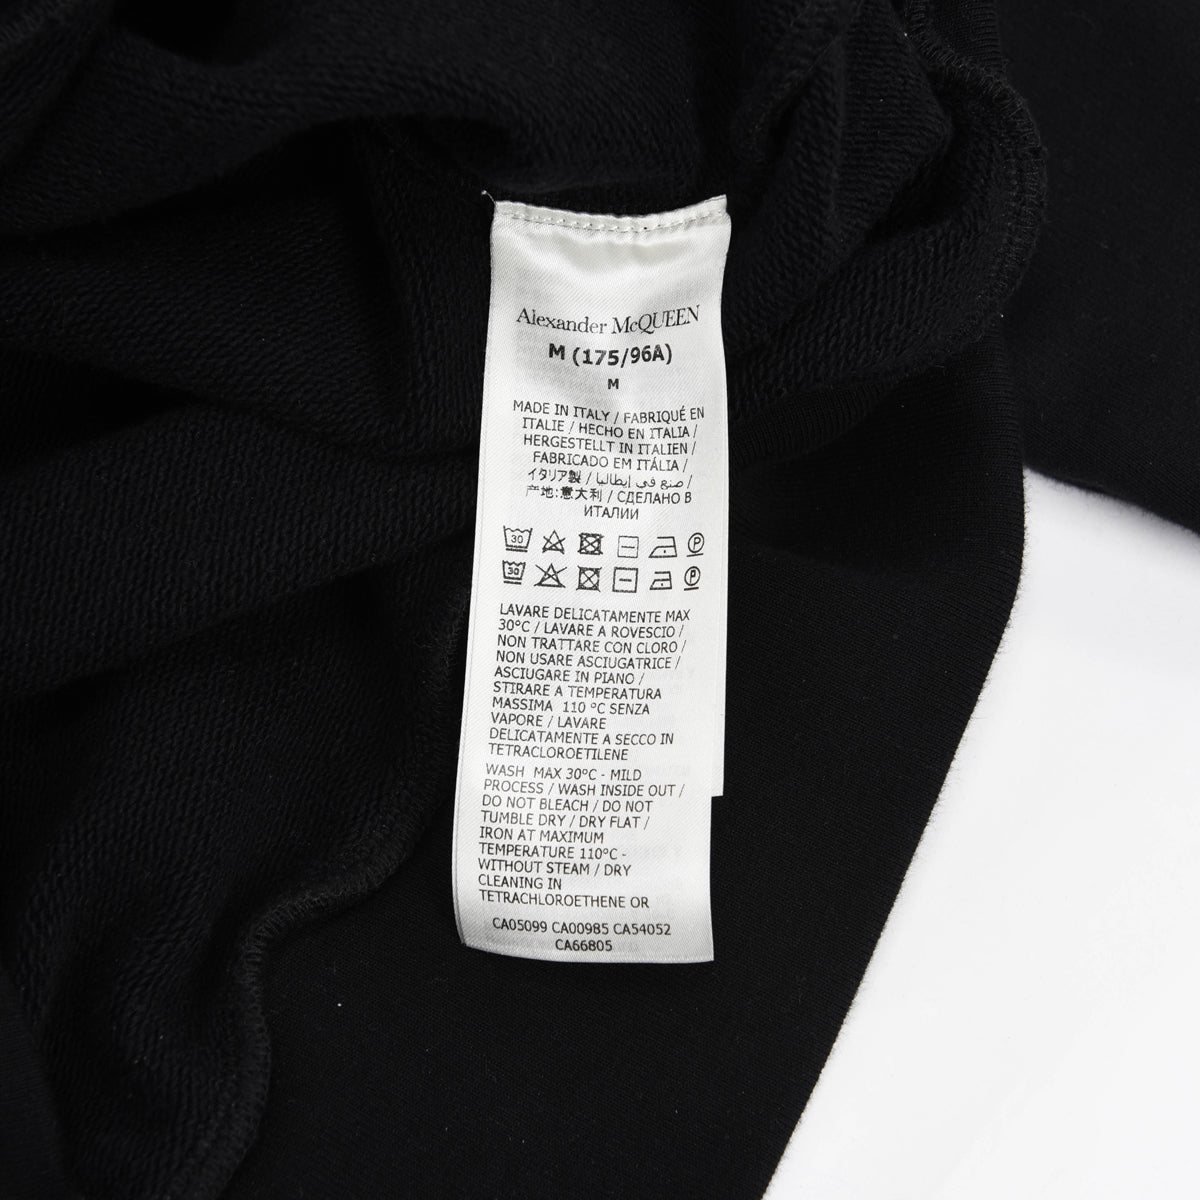 Alexander McQUEEN
M (175/96A)
M
MADE IN ITALY / FABRIQUÉ EN
ITALIE / HECHO EN ITALIA /
HERGESTELLT IN ITALIEN /
FABRICADO EM ITÁLIA /
イタリア製 / صنع في إيطاليا /
产地:意大利 / СДЕЛАНО В
ИТАЛИИ
30 P
30 P
LAVARE DELICATAMENTE MAX
30°C / LAVARE A ROVESCIO /
NON TRATTARE CON CLORO /
NON USARE ASCIUGATRICE /
ASCIUGARE IN PIANO /
STIRARE A TEMPERATURA
MASSIMA 110 °C SENZA
VAPORE / LAVARE
DELICATAMENTE A SECCO IN
TETRACLOROETILENE
WASH MAX 30°C - MILD
PROCESS / WASH INSIDE OUT /
DO NOT BLEACH / DO NOT
TUMBLE DRY / DRY FLAT /
IRON AT MAXIMUM
TEMPERATURE 110°C -
WITHOUT STEAM / DRY
CLEANING IN
TETRACHLOROETHENE OR
CA05099 CA00985 CA54052
CA66805